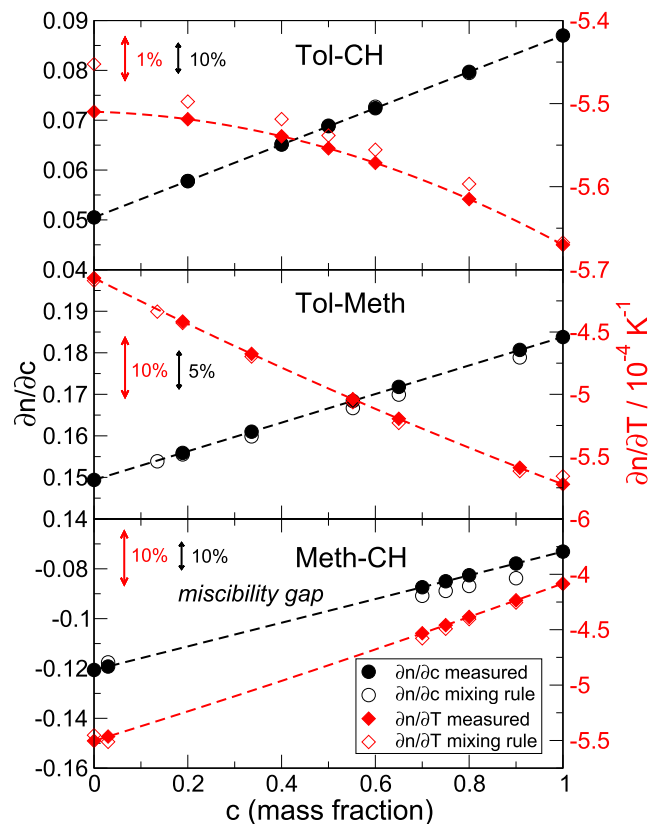 0.09
0.08
0.07
0.06
0.05
0.04
1%
10%
Tol-CH
-5.4
-5.5
-5.6
-5.7
0.19
0.18
0.17
0.16
0.15
0.14
10%
5%
Tol-Meth
-4.5
-5
-5.5
-6
∂n/∂c
∂n/∂T / 10⁻⁴ K⁻¹
-0.08
-0.1
-0.12
-0.14
-0.16
10%
10%
Meth-CH
miscibility gap
-4
-4.5
-5
-5.5
∂n/∂c measured
∂n/∂c mixing rule
∂n/∂T measured
∂n/∂T mixing rule
0 0.2 0.4 0.6 0.8 1
c (mass fraction)